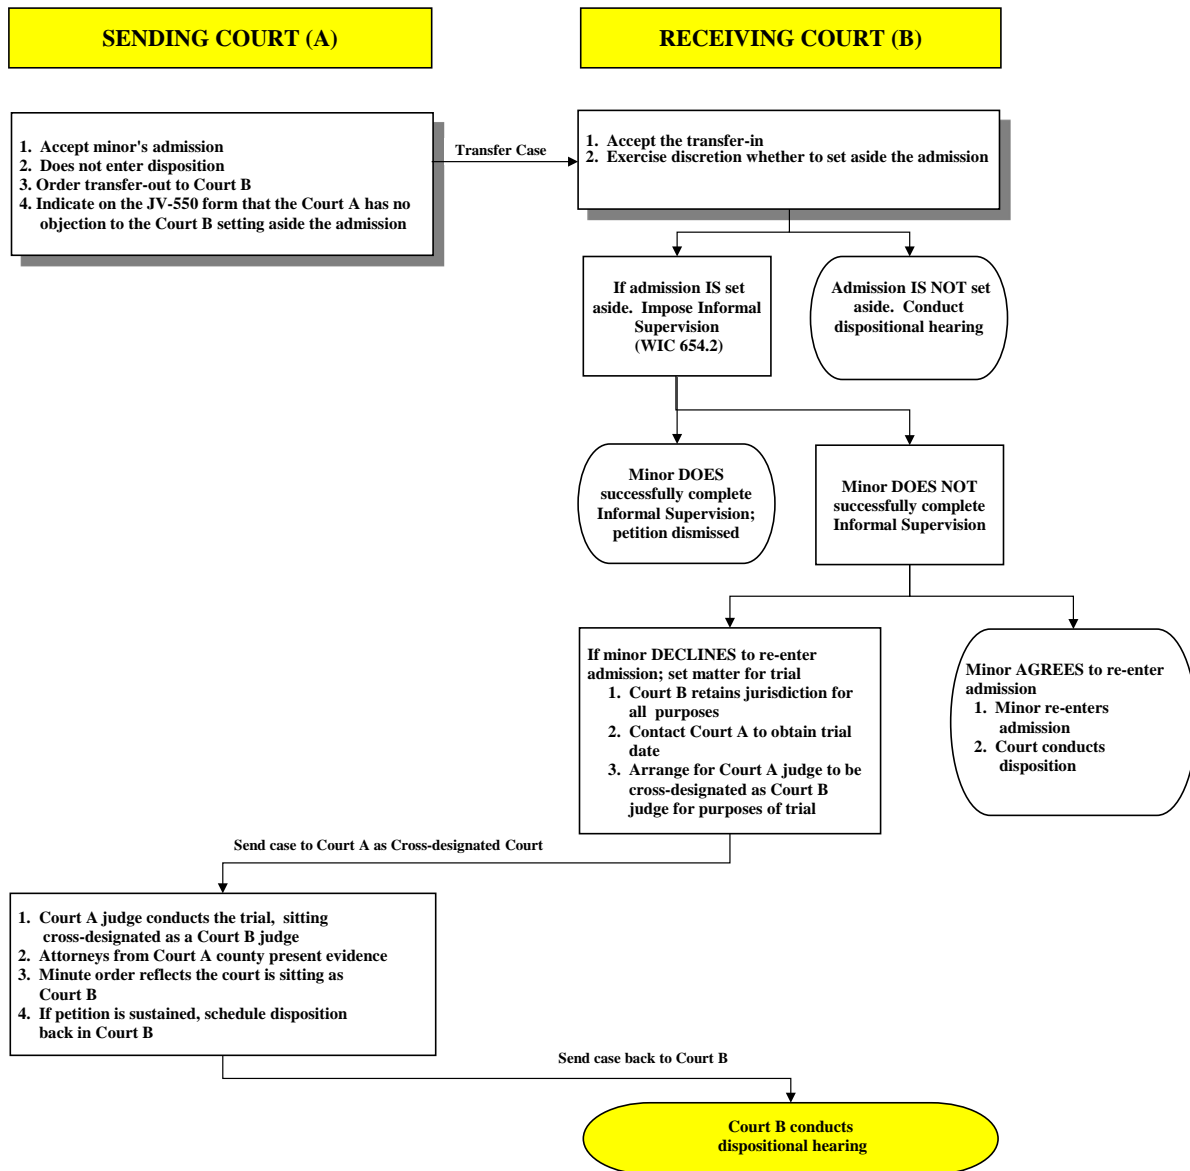 SENDING COURT (A)
RECEIVING COURT (B)
1. Accept minor's admission
2. Does not enter disposition
3. Order transfer-out to Court B
4. Indicate on the JV-550 form that the Court A has no
objection to the Court B setting aside the admission
Transfer Case
1. Accept the transfer-in
2. Exercise discretion whether to set aside the admission
If admission IS set
aside. Impose Informal
Supervision
(WIC 654.2)
Admission IS NOT set
aside. Conduct
dispositional hearing
Minor DOES
successfully complete
Informal Supervision;
petition dismissed
Minor DOES NOT
successfully complete
Informal Supervision
If minor DECLINES to re-enter
admission; set matter for trial
1. Court B retains jurisdiction for
all purposes
2. Contact Court A to obtain trial
date
3. Arrange for Court A judge to be
cross-designated as Court B
judge for purposes of trial
Minor AGREES to re-enter
admission
1. Minor re-enters
admission
2. Court conducts
disposition
Send case to Court A as Cross-designated Court
1. Court A judge conducts the trial, sitting
cross-designated as a Court B judge
2. Attorneys from Court A county present evidence
3. Minute order reflects the court is sitting as
Court B
4. If petition is sustained, schedule disposition
back in Court B
Send case back to Court B
Court B conducts
dispositional hearing